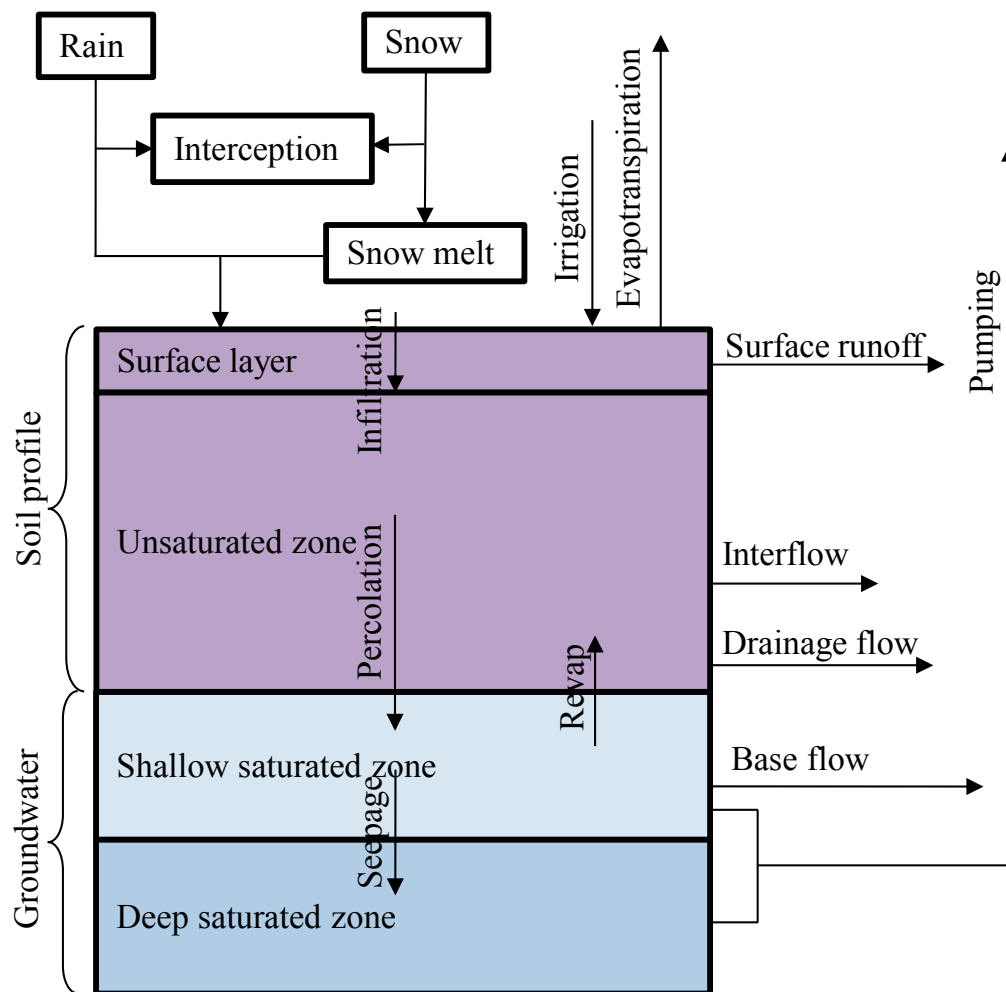 Rain
Snow
Interception
Snow melt
Irrigation
Evapotranspiration
Pumping
Surface layer
Infiltration
Surface runoff
Soil profile
Unsaturated zone
Percolation
Interflow
Drainage flow
Revap
Groundwater
Shallow saturated zone
Base flow
Seepage
Deep saturated zone